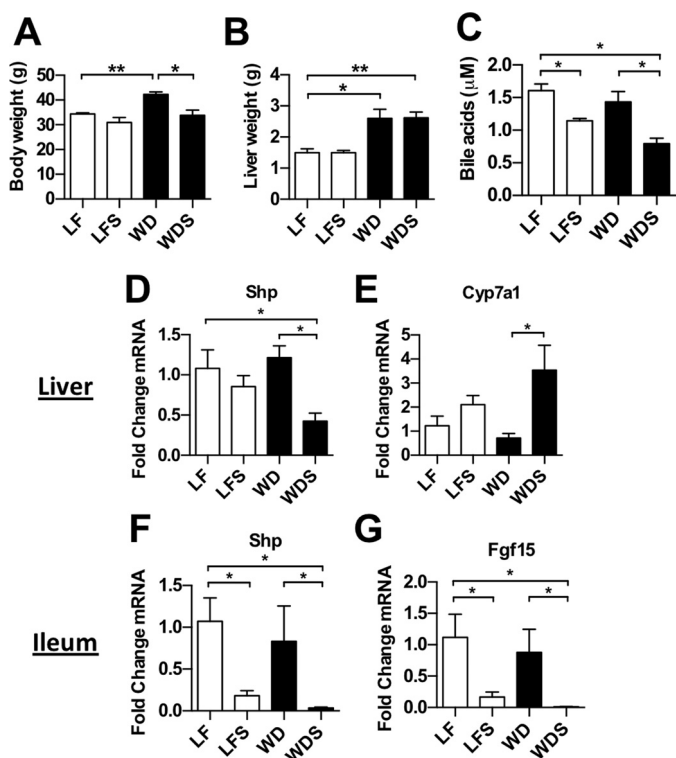 A
Body weight (g)
50
40
30
20
10
0
**
*
LF
LFS
WD
WDS
B
Liver weight (g)
4
3
2
1
0
**
*
LF
LFS
WD
WDS
C
Bile acids (μM)
2.0
1.5
1.0
0.5
0.0
*
*
*
LF
LFS
WD
WDS
Liver
D
Shp
Fold Change mRNA
1.5
1.0
0.5
0.0
*
*
LF
LFS
WD
WDS
E
Cyp7a1
Fold Change mRNA
5
4
3
2
1
0
*
LF
LFS
WD
WDS
Ileum
F
Shp
Fold Change mRNA
1.5
1.0
0.5
0.0
*
*
*
LF
LFS
WD
WDS
G
Fgf15
Fold Change mRNA
2.0
1.5
1.0
0.5
0.0
*
*
*
LF
LFS
WD
WDS